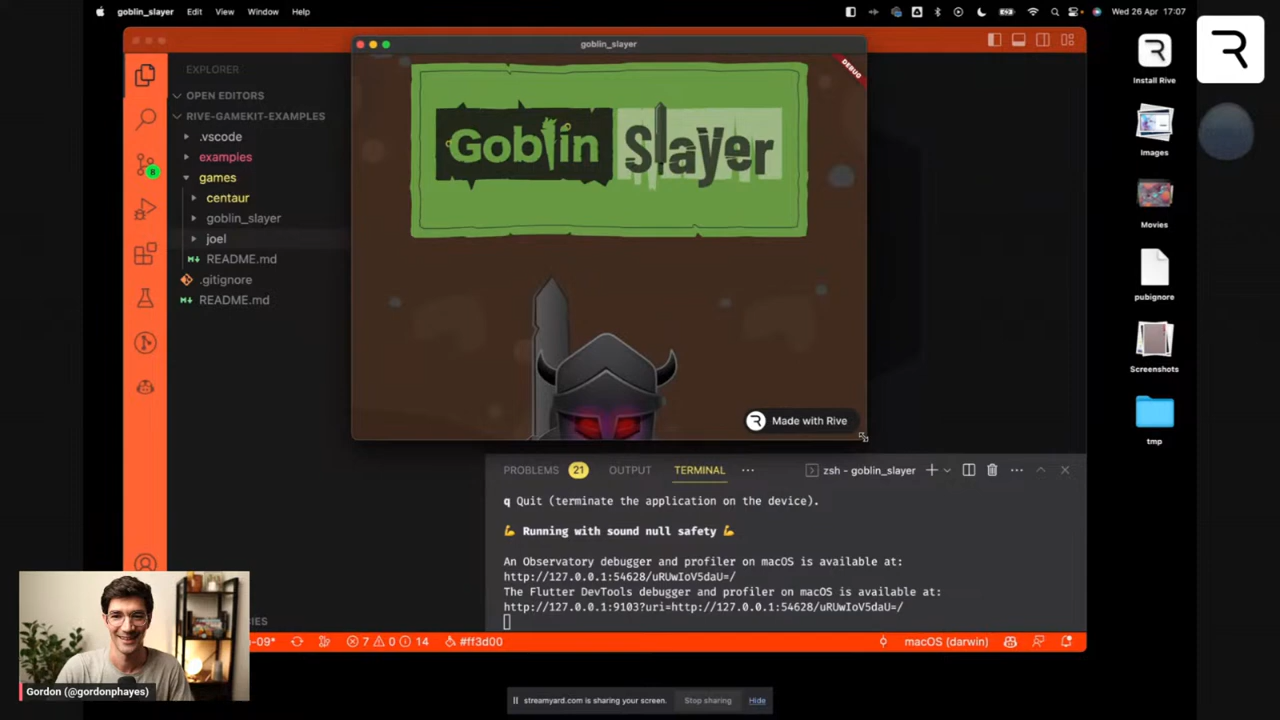 goblin_slayer Edit View Window Help
Wed 26 Apr 17:07
goblin_slayer
DEBUG
EXPLORER
OPEN EDITORS
RIVE-GAMEKIT-EXAMPLES
.vscode
examples
games
centaur
goblin_slayer
joel
README.md
.gitignore
README.md
8
Goblin Slayer
Made with Rive
Install Rive
Images
Movies
pubignore
Screenshots
tmp
PROBLEMS 21 OUTPUT TERMINAL ...
zsh - goblin_slayer
q Quit (terminate the application on the device).
💪 Running with sound null safety 💪
An Observatory debugger and profiler on macOS is available at:
http://127.0.0.1:54628/uRUwIoV5daU=/
The Flutter DevTools debugger and profiler on macOS is available at:
http://127.0.0.1:9103?uri=http://127.0.0.1:54628/uRUwIoV5daU=/
-09* 7 0 14 #ff3d00
macOS (darwin)
Gordon (@gordonphayes)
streamyard.com is sharing your screen. Stop sharing Hide